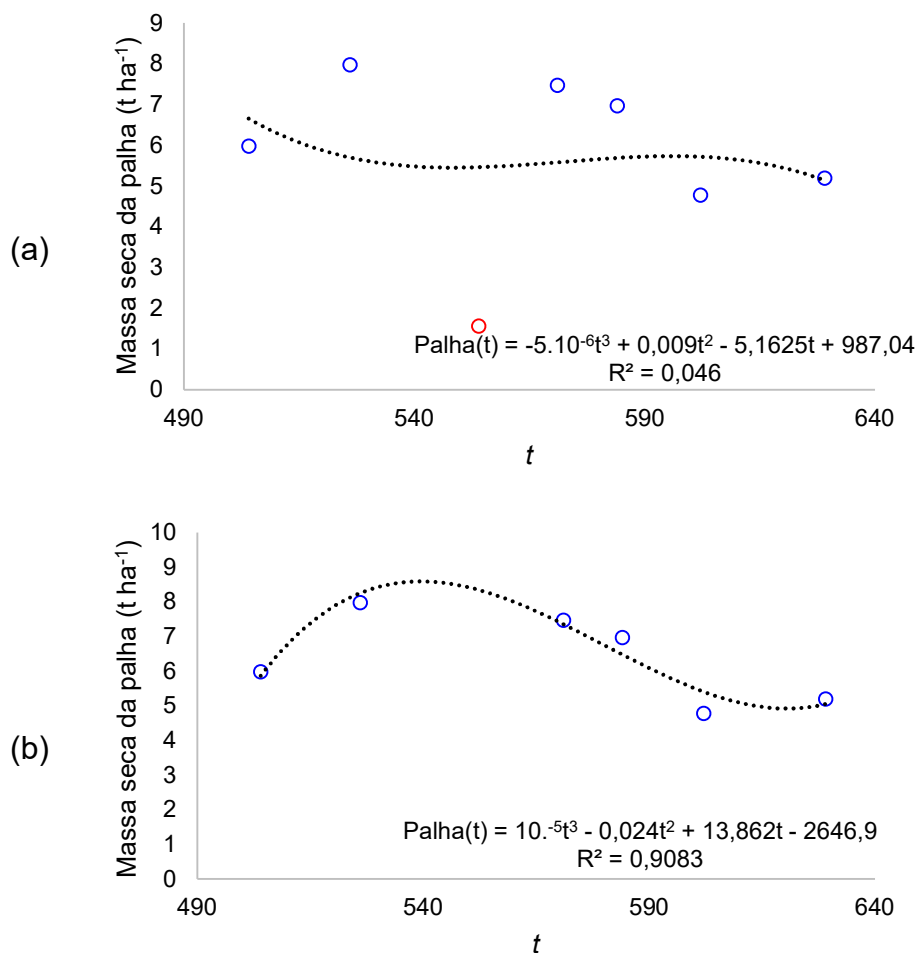 (a)
Massa seca da palha (t ha⁻¹)
9
8
7
6
5
4
3
2
1
0
Palha(t) = -5.10⁻⁶t³ + 0,009t² - 5,1625t + 987,04
R² = 0,046
490 540 590 640
t
(b)
Massa seca da palha (t ha⁻¹)
10
9
8
7
6
5
4
3
2
1
0
Palha(t) = 10.⁻⁵t³ - 0,024t² + 13,862t - 2646,9
R² = 0,9083
490 540 590 640
t